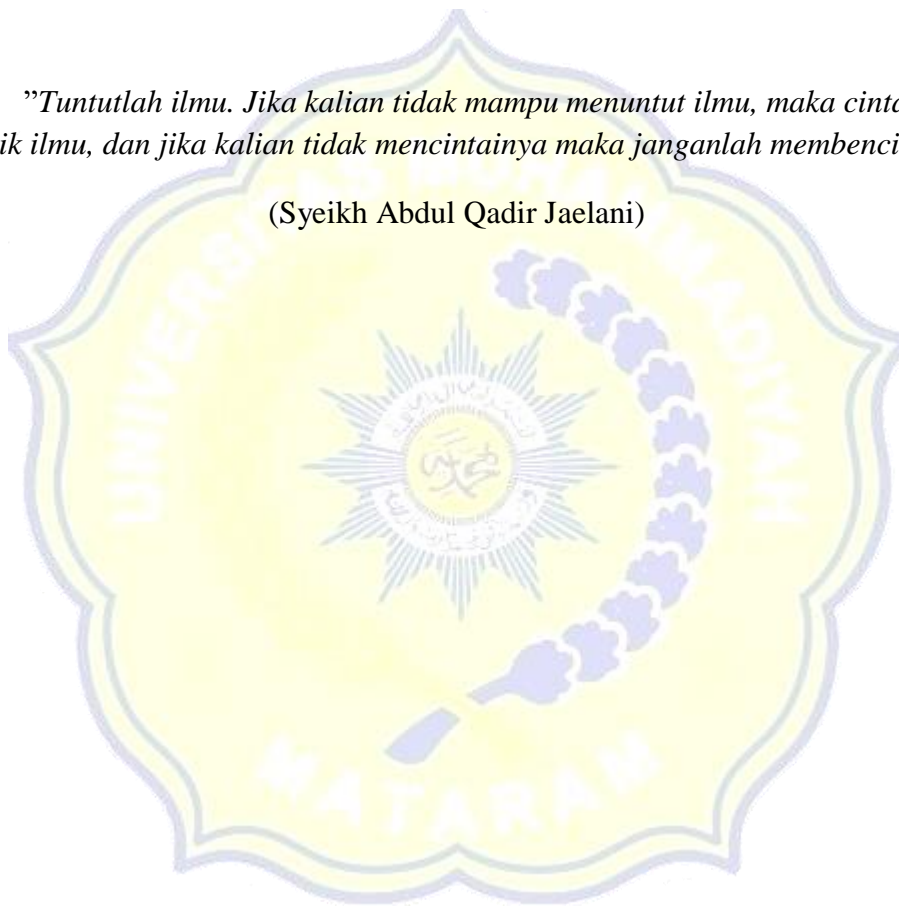 ”Tuntutlah ilmu. Jika kalian tidak mampu menuntut ilmu, maka cinta
ik ilmu, dan jika kalian tidak mencintainya maka janganlah membenci
(Syeikh Abdul Qadir Jaelani)
UNIVERSITAS MUHAMMADIYAH
MATARAM